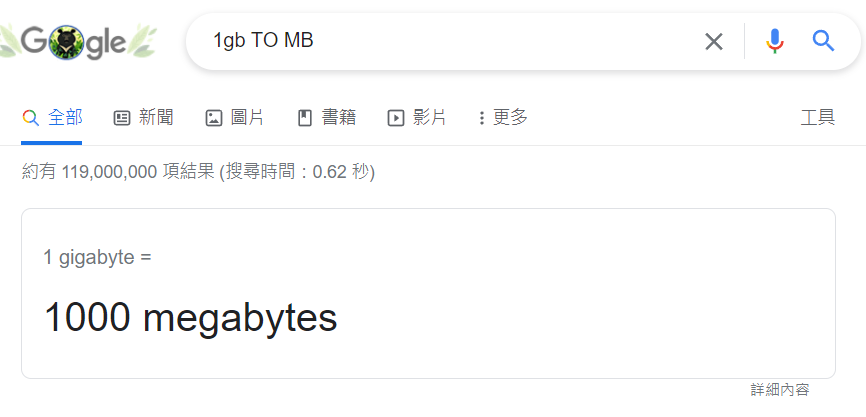 Google
1gb TO MB
全部 新聞 圖片 書籍 影片 更多 工具
約有 119,000,000 項結果 (搜尋時間：0.62 秒)
1 gigabyte =
1000 megabytes
詳細內容